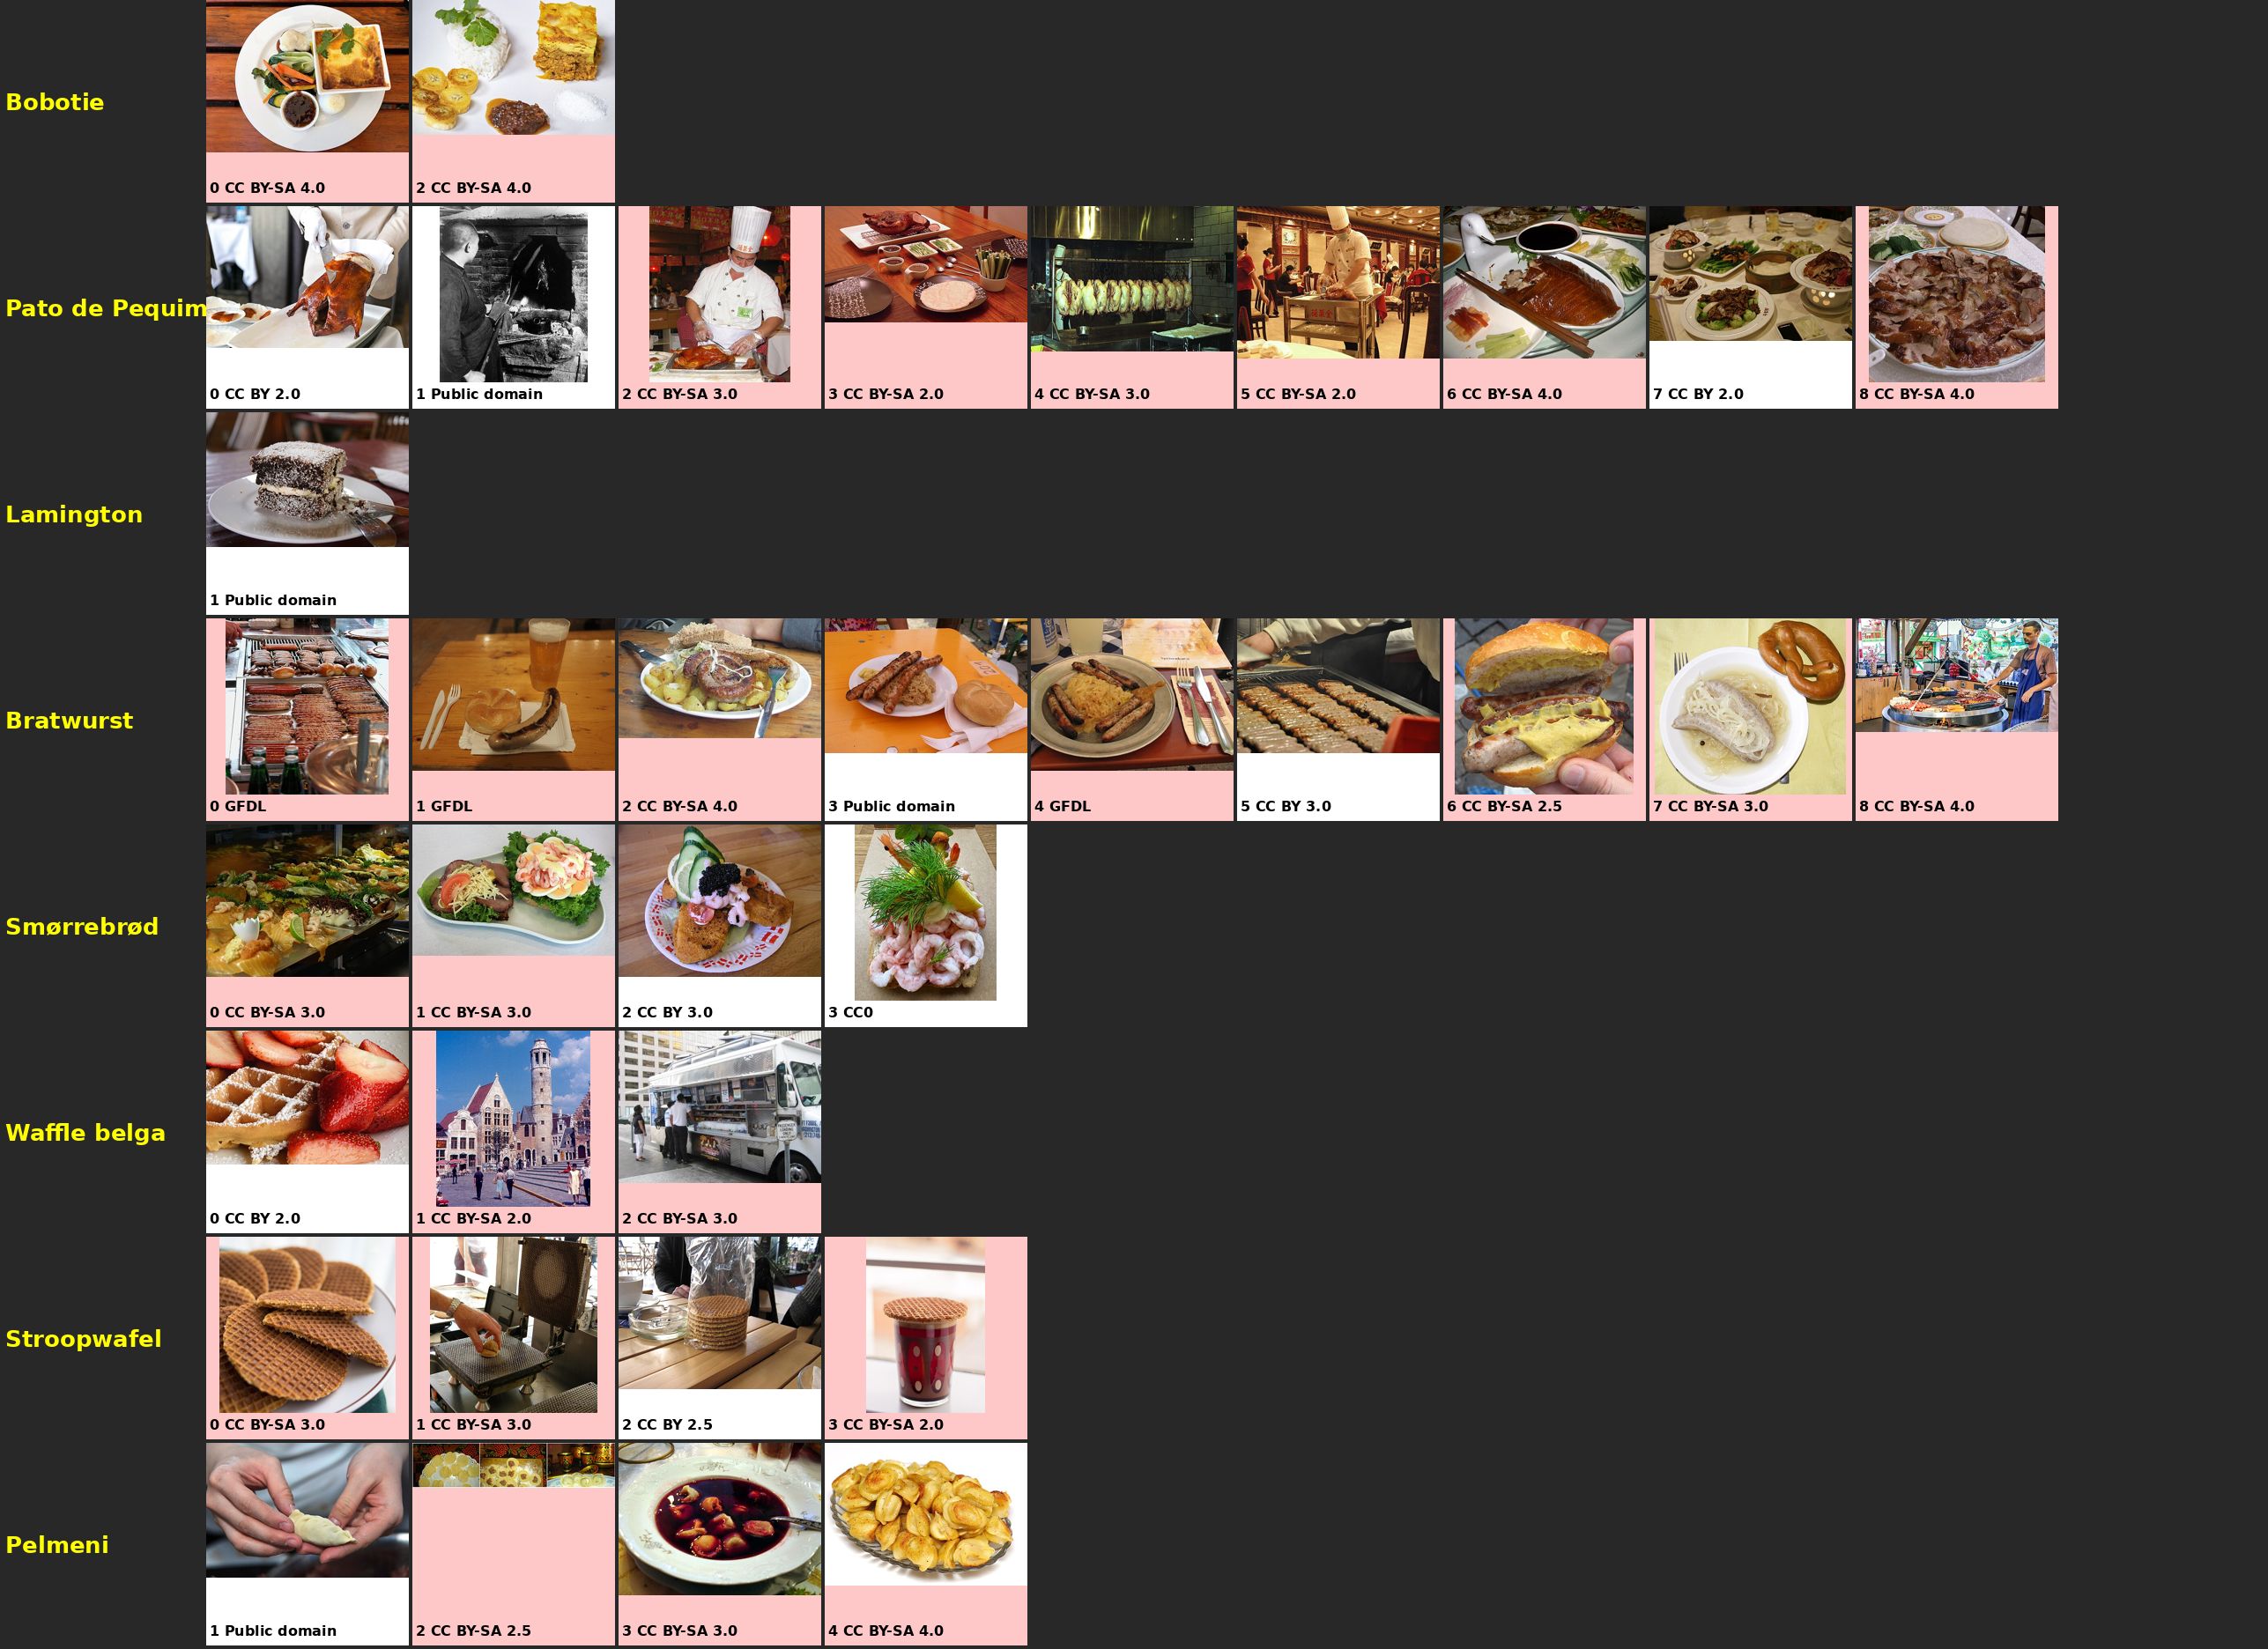 Bobotie
0 CC BY-SA 4.0
2 CC BY-SA 4.0
Pato de Pequim
0 CC BY 2.0
1 Public domain
2 CC BY-SA 3.0
3 CC BY-SA 2.0
4 CC BY-SA 3.0
5 CC BY-SA 2.0
6 CC BY-SA 4.0
7 CC BY 2.0
8 CC BY-SA 4.0
Lamington
1 Public domain
Bratwurst
0 GFDL
1 GFDL
2 CC BY-SA 4.0
3 Public domain
4 GFDL
5 CC BY 3.0
6 CC BY-SA 2.5
7 CC BY-SA 3.0
8 CC BY-SA 4.0
Smørrebrød
0 CC BY-SA 3.0
1 CC BY-SA 3.0
2 CC BY 3.0
3 CC0
Waffle belga
0 CC BY 2.0
1 CC BY-SA 2.0
2 CC BY-SA 3.0
Stroopwafel
0 CC BY-SA 3.0
1 CC BY-SA 3.0
2 CC BY 2.5
3 CC BY-SA 2.0
Pelmeni
1 Public domain
2 CC BY-SA 2.5
3 CC BY-SA 3.0
4 CC BY-SA 4.0